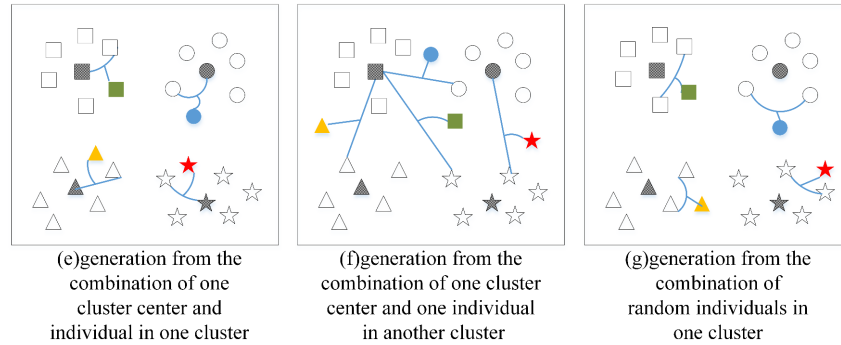 (e)generation from the
combination of one
cluster center and
individual in one cluster
(f)generation from the
combination of one cluster
center and one individual
in another cluster
(g)generation from the
combination of
random individuals in
one cluster